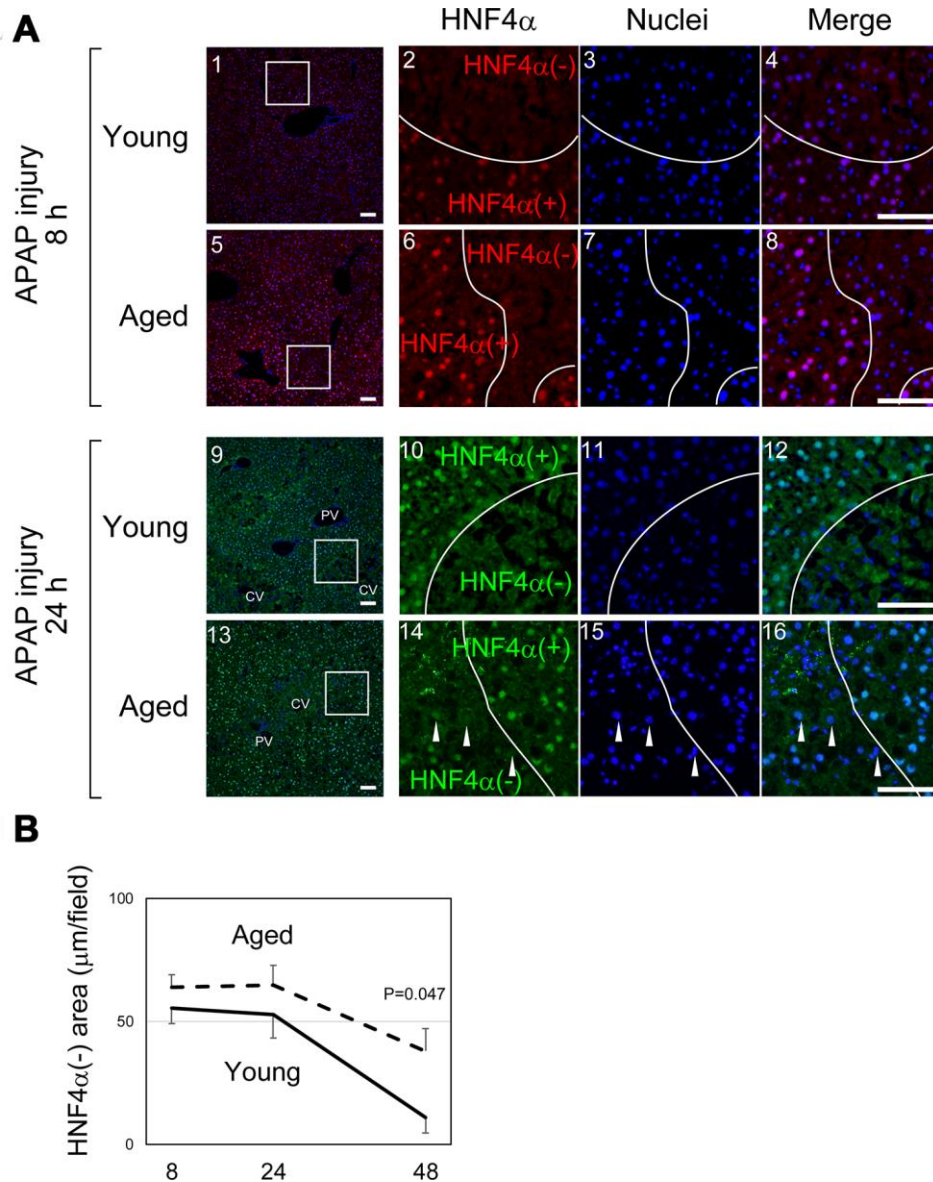 A
HNF4α Nuclei Merge
APAP injury
8 h
Young
1
2 HNF4α(-)
HNF4α(+)
3
4
Aged
5
6 HNF4α(-)
HNF4α(+)
7
8
APAP injury
24 h
Young
9
PV
CV CV
10 HNF4α(+)
HNF4α(-)
11
12
Aged
13
CV
PV
14 HNF4α(+)
HNF4α(-)
15
16
B
HNF4α(-) area (μm/field)
100
50
0
Aged
P=0.047
Young
8 24 48